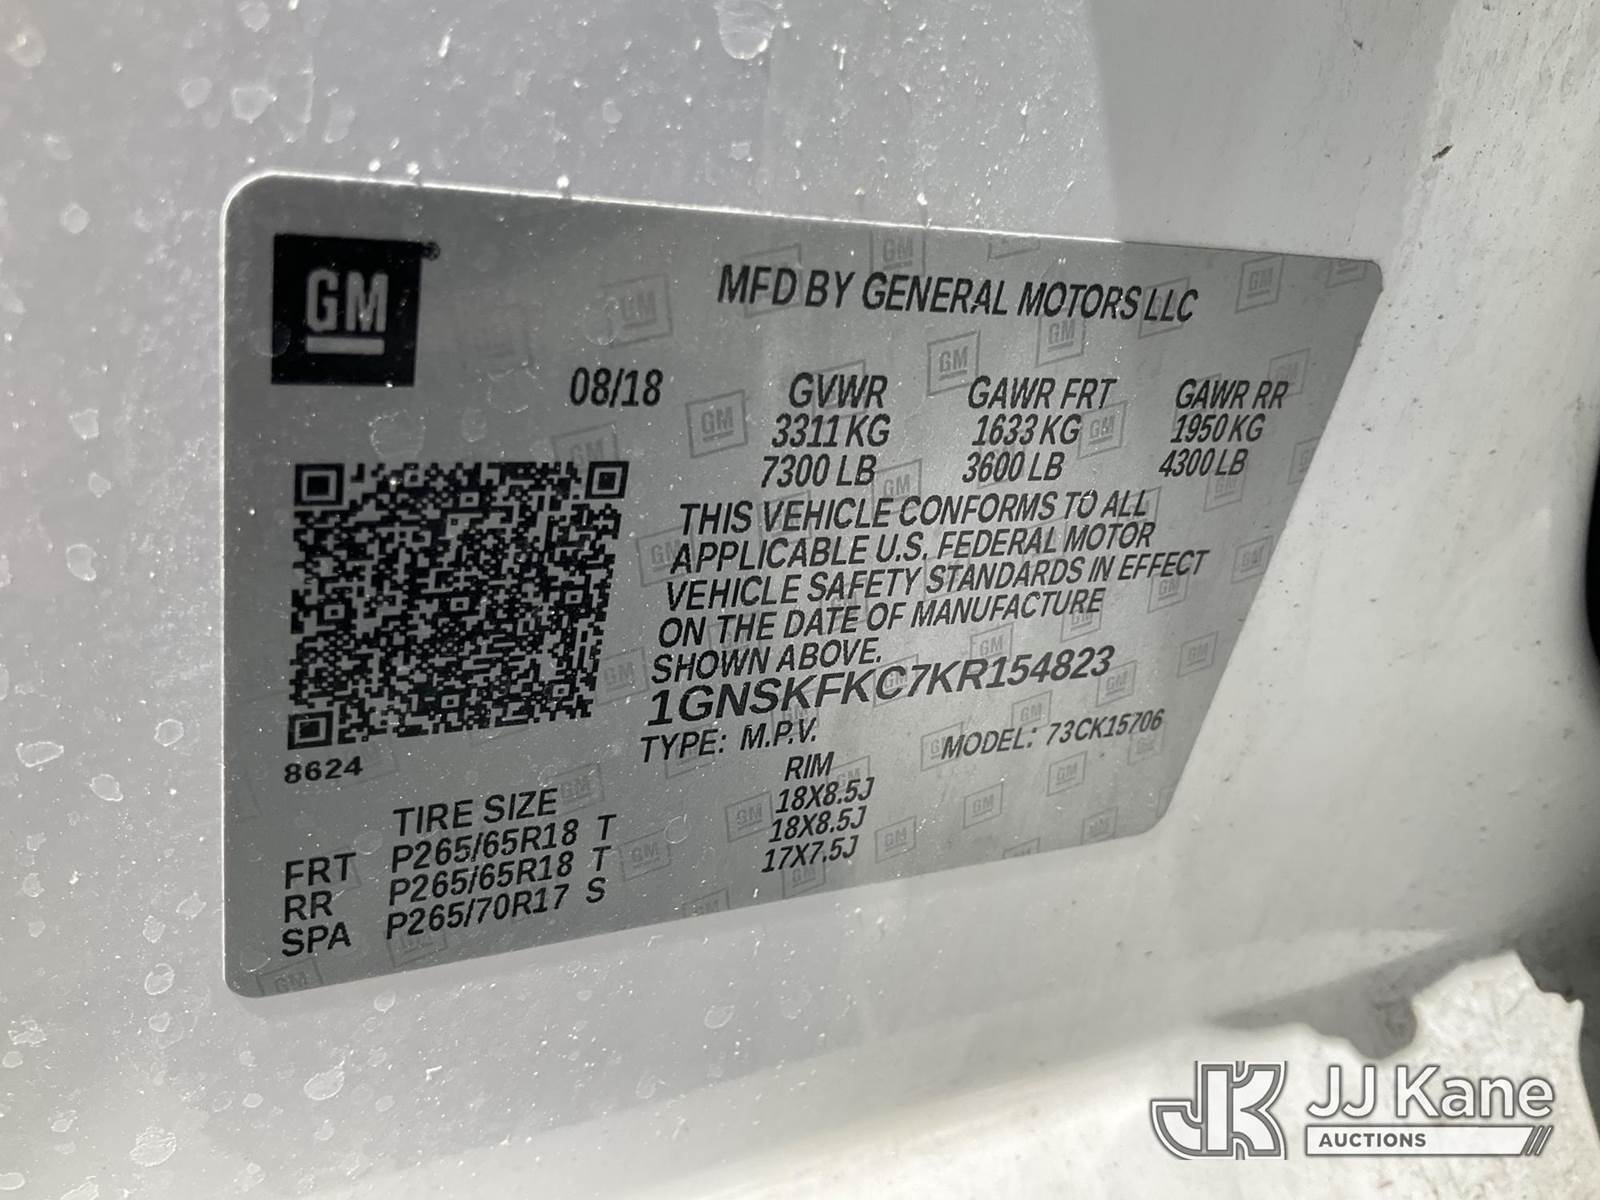 GM®
MFD BY GENERAL MOTORS LLC
08/18 GVWR GAWR FRT GAWR RR
3311 KG 1633 KG 1950 KG
7300 LB 3600 LB 4300 LB
THIS VEHICLE CONFORMS TO ALL
APPLICABLE U.S. FEDERAL MOTOR
VEHICLE SAFETY STANDARDS IN EFFECT
ON THE DATE OF MANUFACTURE
SHOWN ABOVE.
1GNSKFKC7KR154823
TYPE: M.P.V. MODEL: 73CK15706
8624
TIRE SIZE RIM
FRT P265/65R18 T 18X8.5J
RR P265/65R18 T 18X8.5J
SPA P265/70R17 S 17X7.5J
JK JJ Kane
AUCTIONS